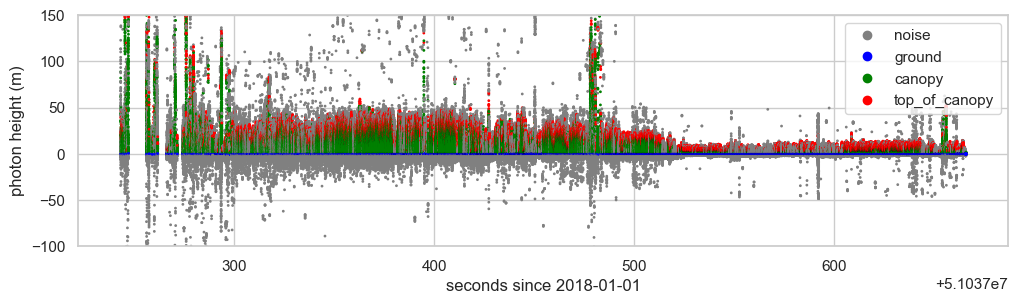 photon height (m)
150
100
50
0
−50
−100
300
400
500
600
seconds since 2018-01-01
+5.1037e7
noise
ground
canopy
top_of_canopy